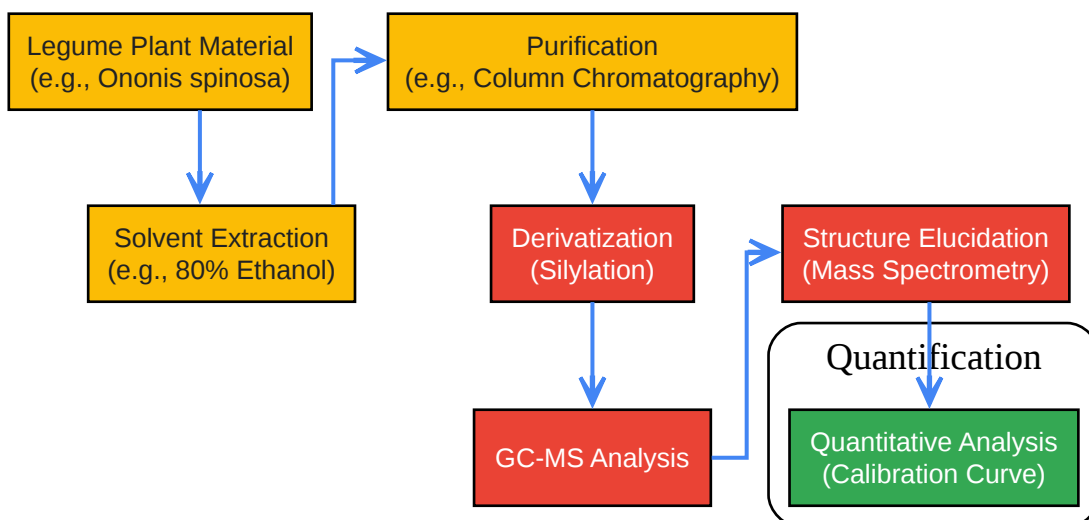 Legume Plant Material
(e.g., Ononis spinosa)
Purification
(e.g., Column Chromatography)
Solvent Extraction
(e.g., 80% Ethanol)
Derivatization
(Silylation)
Structure Elucidation
(Mass Spectrometry)
Quantification
GC-MS Analysis
Quantitative Analysis
(Calibration Curve)